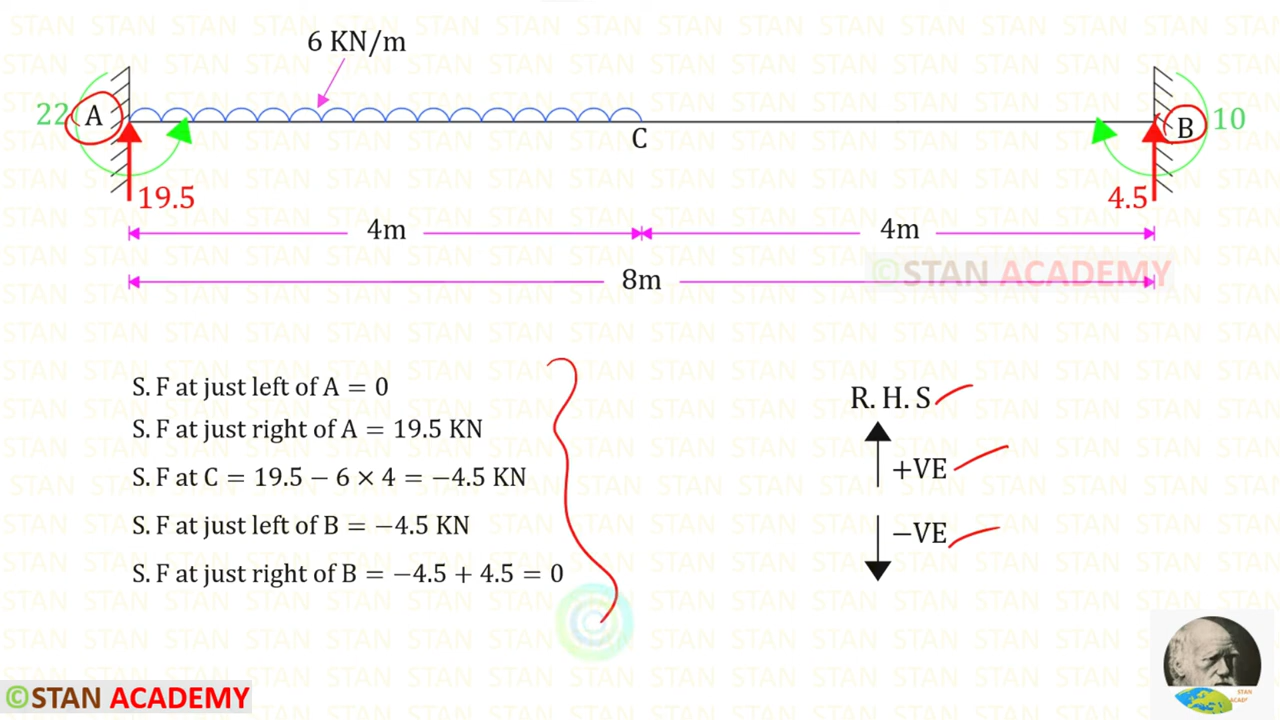 6 KN/m
22
A
C
B
10
19.5
4.5
4m
4m
8m
©STAN ACADEMY
S. F at just left of A = 0
S. F at just right of A = 19.5 KN
S. F at C = 19.5 − 6 × 4 = −4.5 KN
S. F at just left of B = −4.5 KN
S. F at just right of B = −4.5 + 4.5 = 0
R. H. S
+VE
−VE
©STAN ACADEMY